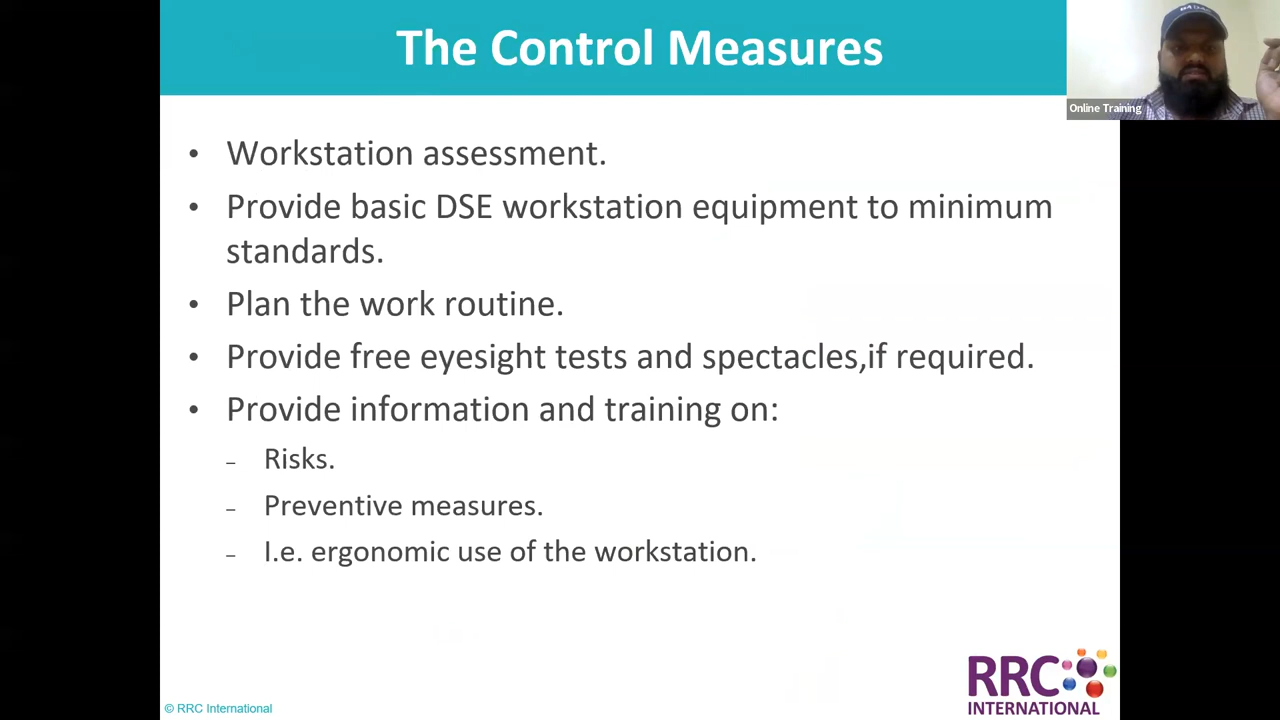 The Control Measures
Online Training
• Workstation assessment.
• Provide basic DSE workstation equipment to minimum
standards.
• Plan the work routine.
• Provide free eyesight tests and spectacles,if required.
• Provide information and training on:
– Risks.
– Preventive measures.
– I.e. ergonomic use of the workstation.
© RRC International
RRC
INTERNATIONAL